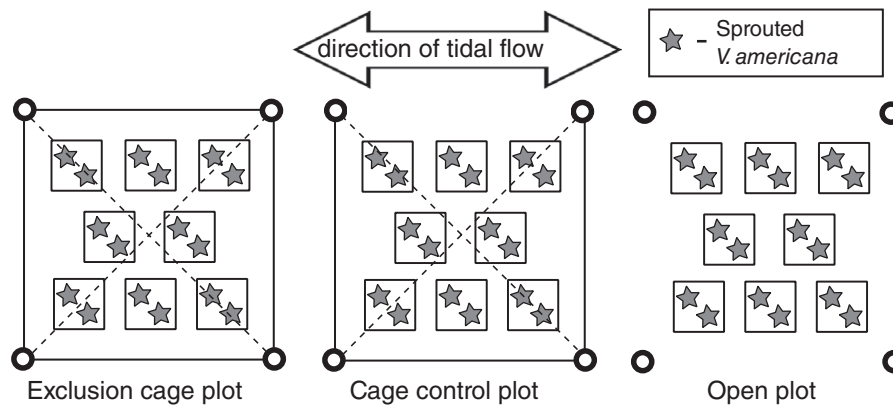 direction of tidal flow
– Sprouted
V. americana
Exclusion cage plot
Cage control plot
Open plot